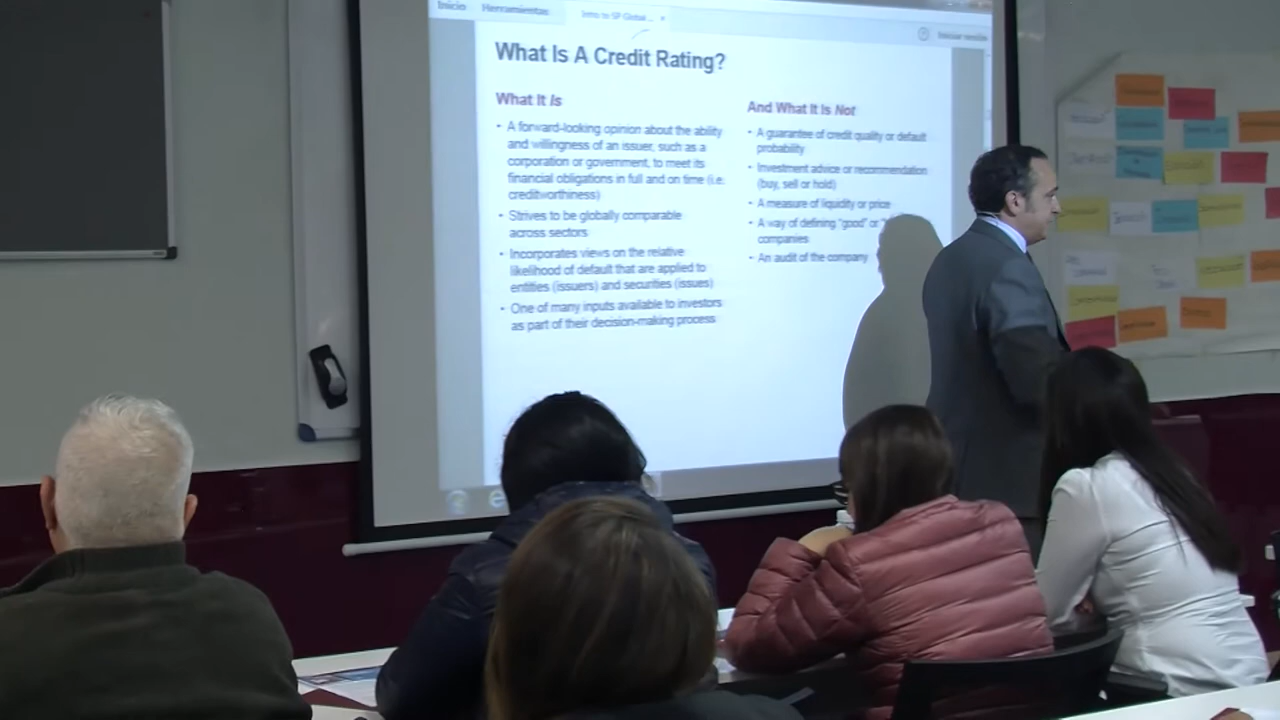 Inicio Herramientas Intro to SP Global ... ×
Iniciar sesión
What Is A Credit Rating?
What It Is
• A forward-looking opinion about the ability
and willingness of an issuer, such as a
corporation or government, to meet its
financial obligations in full and on time (i.e.
creditworthiness)
• Strives to be globally comparable
across sectors
• Incorporates views on the relative
likelihood of default that are applied to
entities (issuers) and securities (issues)
• One of many inputs available to investors
as part of their decision-making process
And What It Is Not
• A guarantee of credit quality or default
probability
• Investment advice or recommendation
(buy, sell or hold)
• A measure of liquidity or price
• A way of defining "good" or
companies
• An audit of the company